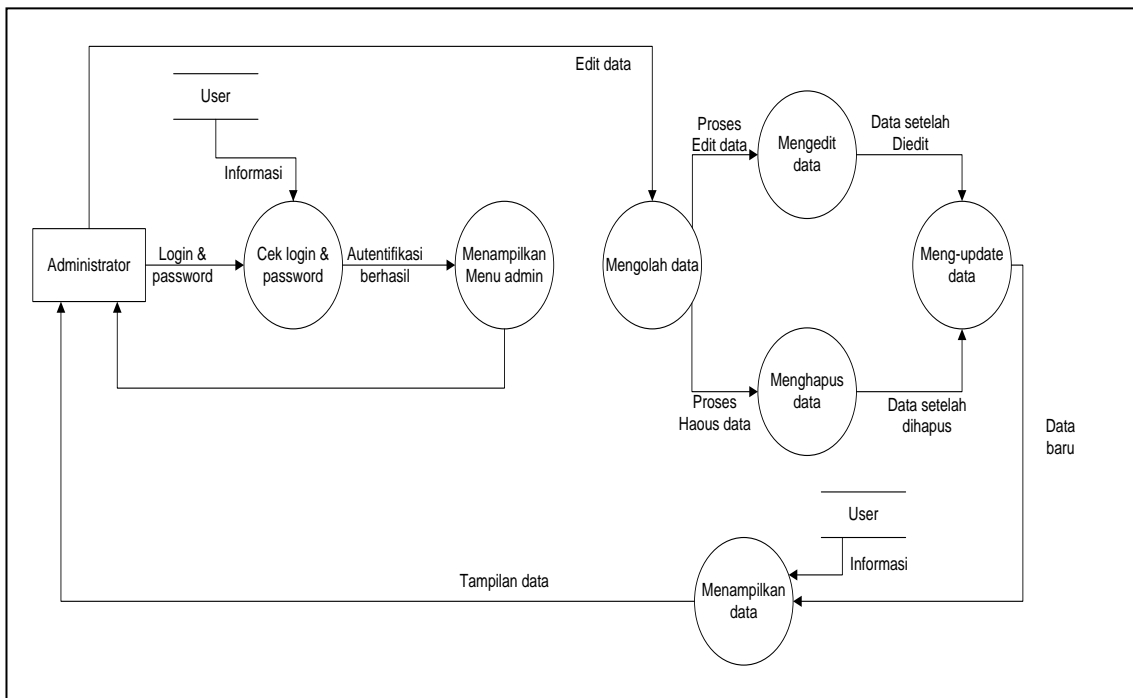 Edit data
User
Informasi
Administrator
Login &
password
Cek login &
password
Autentifikasi
berhasil
Menampilkan
Menu admin
Mengolah data
Proses
Edit data
Mengedit
data
Data setelah
Diedit
Meng-update
data
Proses
Haous data
Menghapus
data
Data setelah
dihapus
Data
baru
User
Informasi
Menampilkan
data
Tampilan data